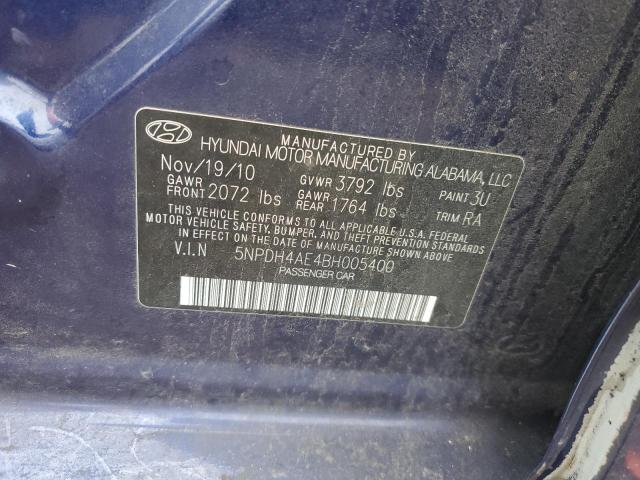 MANUFACTURED BY
HYUNDAI MOTOR MANUFACTURING ALABAMA, LLC
Nov/19/10 GVWR 3792 lbs PAINT 3U
GAWR FRONT 2072 lbs GAWR REAR 1764 lbs TRIM RA
THIS VEHICLE CONFORMS TO ALL APPLICABLE U.S.A. FEDERAL
MOTOR VEHICLE SAFETY, BUMPER, AND THEFT PREVENTION STANDARDS
IN EFFECT ON THE DATE OF MANUFACTURE SHOWN ABOVE
V.I.N 5NPDH4AE4BH005400
PASSENGER CAR